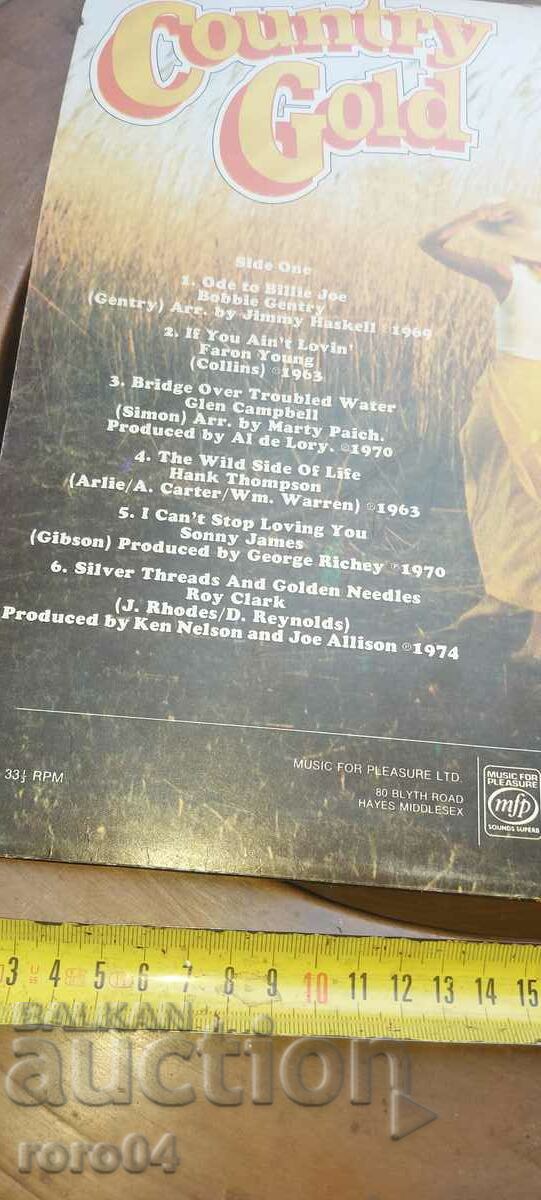 Country
Gold
Side One
1. Ode to Billie Joe
Bobbie Gentry
(Gentry) Arr. by Jimmy Haskell ℗1969
2. If You Ain't Lovin'
Faron Young
(Collins) ℗1963
3. Bridge Over Troubled Water
Glen Campbell
(Simon) Arr. by Marty Paich.
Produced by Al de Lory. ℗1970
4. The Wild Side Of Life
Hank Thompson
(Arlie/A. Carter/Wm. Warren) ℗1963
5. I Can't Stop Loving You
Sonny James
(Gibson) Produced by George Richey ℗1970
6. Silver Threads And Golden Needles
Roy Clark
(J. Rhodes/D. Reynolds)
Produced by Ken Nelson and Joe Allison ℗1974
33⅓ RPM
MUSIC FOR PLEASURE LTD.
80 BLYTH ROAD
HAYES MIDDLESEX
MUSIC FOR
PLEASURE
mfp
SOUNDS SUPERB
3 4 5 6 7 8 9 10 11 12 13 14 15
BALKAN
auction
roro04